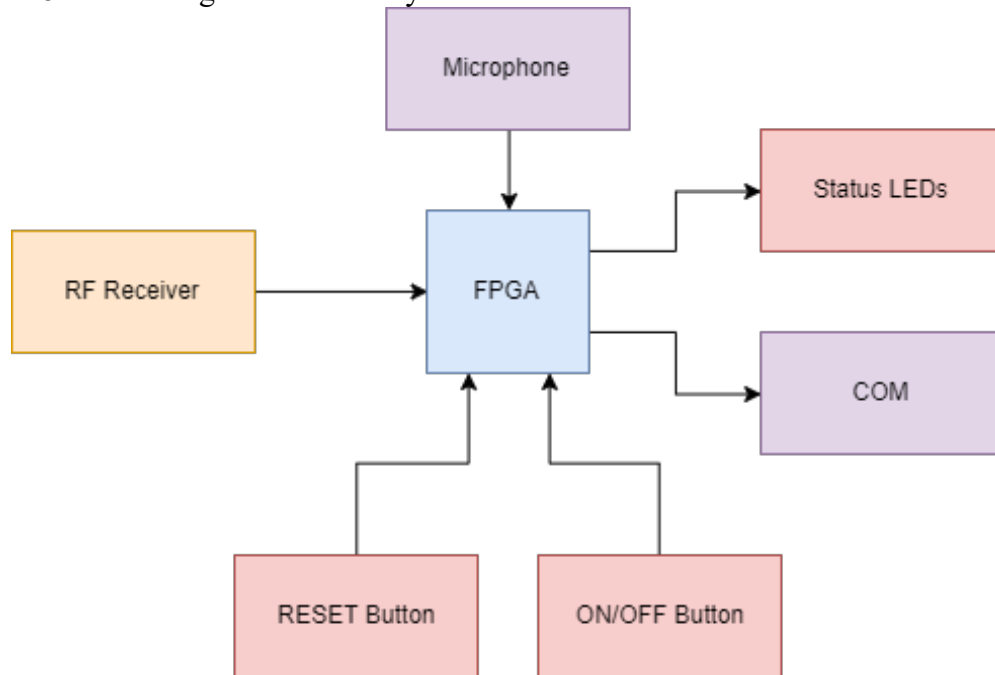 Microphone
Status LEDs
RF Receiver
FPGA
COM
RESET Button
ON/OFF Button